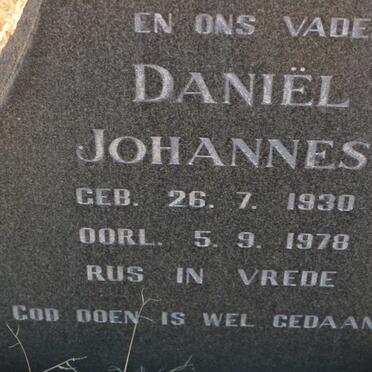 EN ONS VADE
DANIËL
JOHANNES
GEB. 26. 7. 1930
OORL. 5. 9. 1978
RUS IN VREDE
GOD DOEN IS WEL GEDAAN